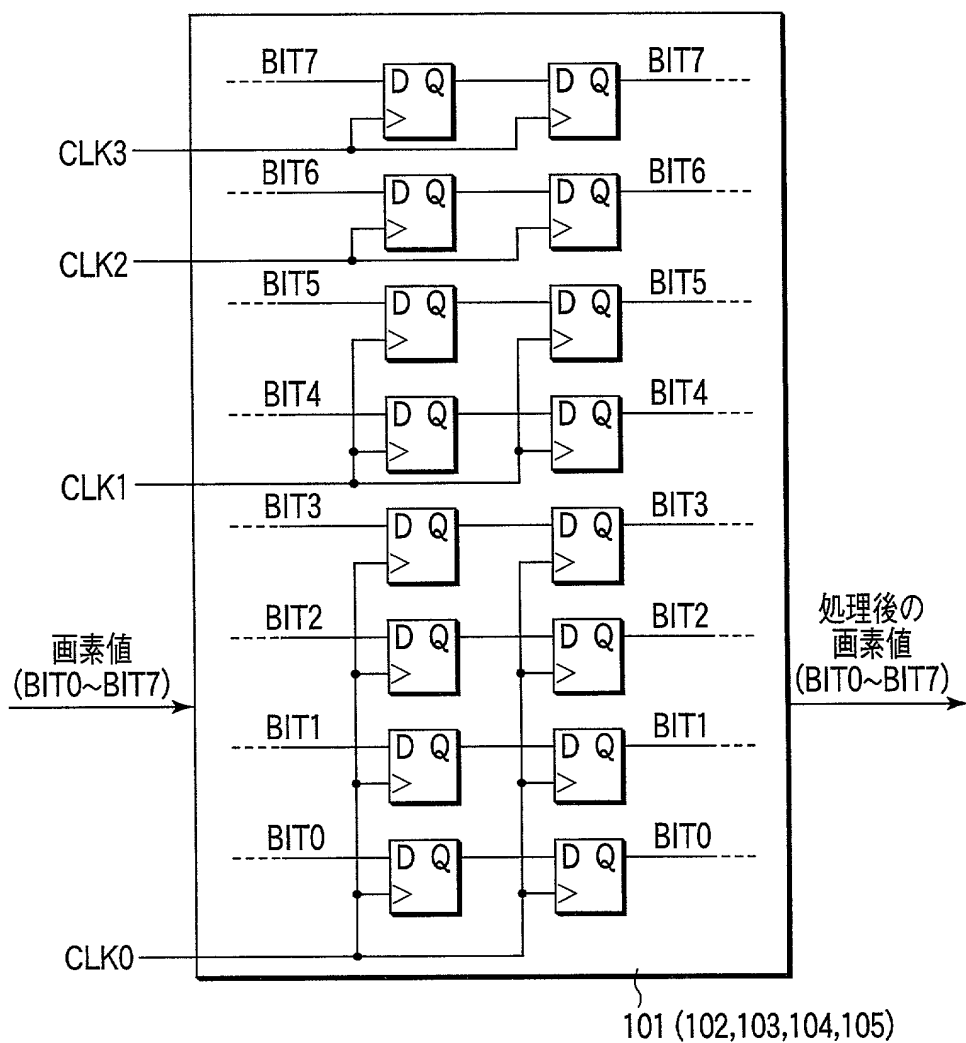 BIT7
BIT7
D Q
D Q
CLK3
BIT6
BIT6
D Q
D Q
CLK2
BIT5
BIT5
D Q
D Q
BIT4
BIT4
D Q
D Q
CLK1
BIT3
BIT3
D Q
D Q
BIT2
BIT2
D Q
D Q
画素値
(BIT0~BIT7)
処理後の
画素値
(BIT0~BIT7)
BIT1
BIT1
D Q
D Q
BIT0
BIT0
D Q
D Q
CLK0
101 (102,103,104,105)